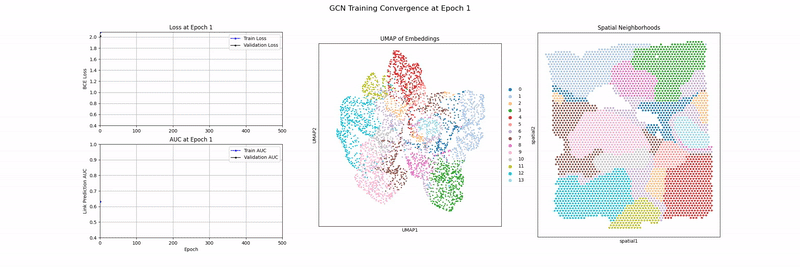 GCN Training Convergence at Epoch 1
Loss at Epoch 1
2.0
1.8
1.6
1.4
1.2
1.0
0.8
0.6
0.4
BCE Loss
Train Loss
Validation Loss
0 100 200 300 400 500
AUC at Epoch 1
1.0
0.9
0.8
0.7
0.6
0.5
0.4
Link Prediction AUC
Train AUC
Validation AUC
0 100 200 300 400 500
Epoch
UMAP of Embeddings
UMAP2
UMAP1
0
1
2
3
4
5
6
7
8
9
10
11
12
13
Spatial Neighborhoods
spatial2
spatial1